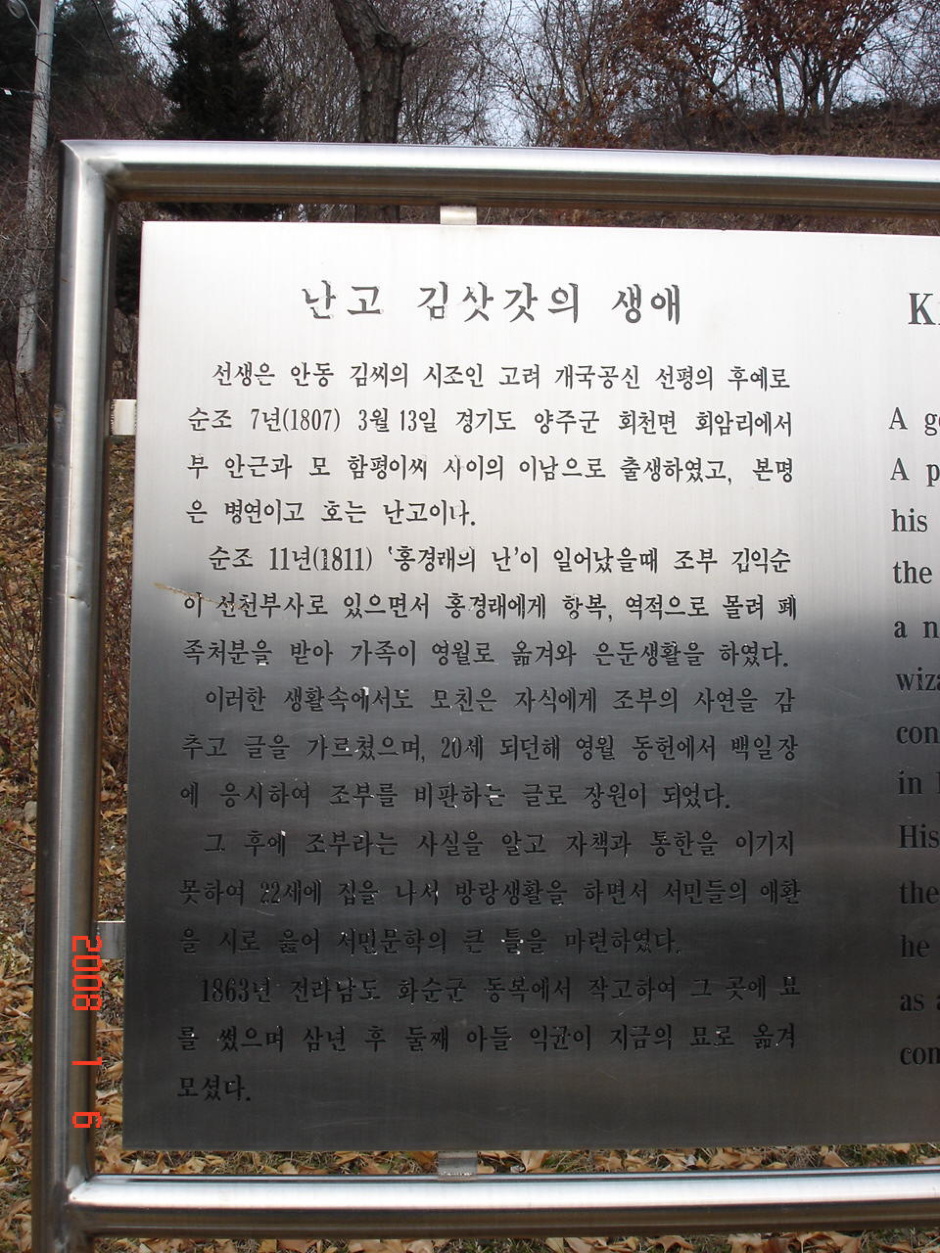 난고 김삿갓의 생애
선생은 안동 김씨의 시조인 고려 개국공신 선평의 후예로
순조 7년(1807) 3월 13일 경기도 양주군 회천면 회암리에서
부 안근과 모 함평이씨 사이의 이남으로 출생하였고, 본명
은 병연이고 호는 난고이다.
순조 11년(1811) ‘홍경래의 난’이 일어났을때 조부 김익순
이 선천부사로 있으면서 홍경래에게 항복, 역적으로 몰려 폐
족처분을 받아 가족이 영월로 옮겨와 은둔생활을 하였다.
이러한 생활속에서도 모친은 자식에게 조부의 사연을 감
추고 글을 가르쳤으며, 20세 되던해 영월 동헌에서 백일장
에 응시하여 조부를 비판하는 글로 장원이 되었다.
그 후에 조부라는 사실을 알고 자책과 통한을 이기지
못하여 22세에 집을 나서 방랑생활을 하면서 서민들의 애환
을 시로 읊어 서민문학의 큰 틀을 마련하였다.
1863년 전라남도 화순군 동복에서 작고하여 그 곳에 묘
를 썼으며 삼년 후 둘째 아들 익균이 지금의 묘로 옮겨
모셨다.
A
A
his
the
a
in
His
the
he
as
2008 1 6